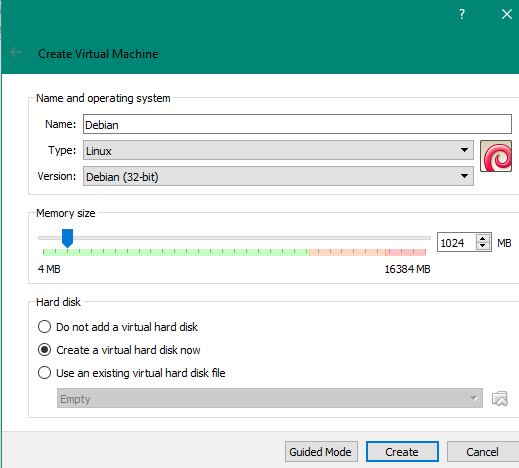 ?
Create Virtual Machine
Name and operating system
Name: Debian
Type: Linux
Version: Debian (32-bit)
Memory size
1024 MB
4 MB 16384 MB
Hard disk
Do not add a virtual hard disk
Create a virtual hard disk now
Use an existing virtual hard disk file
Empty
Guided Mode Create Cancel